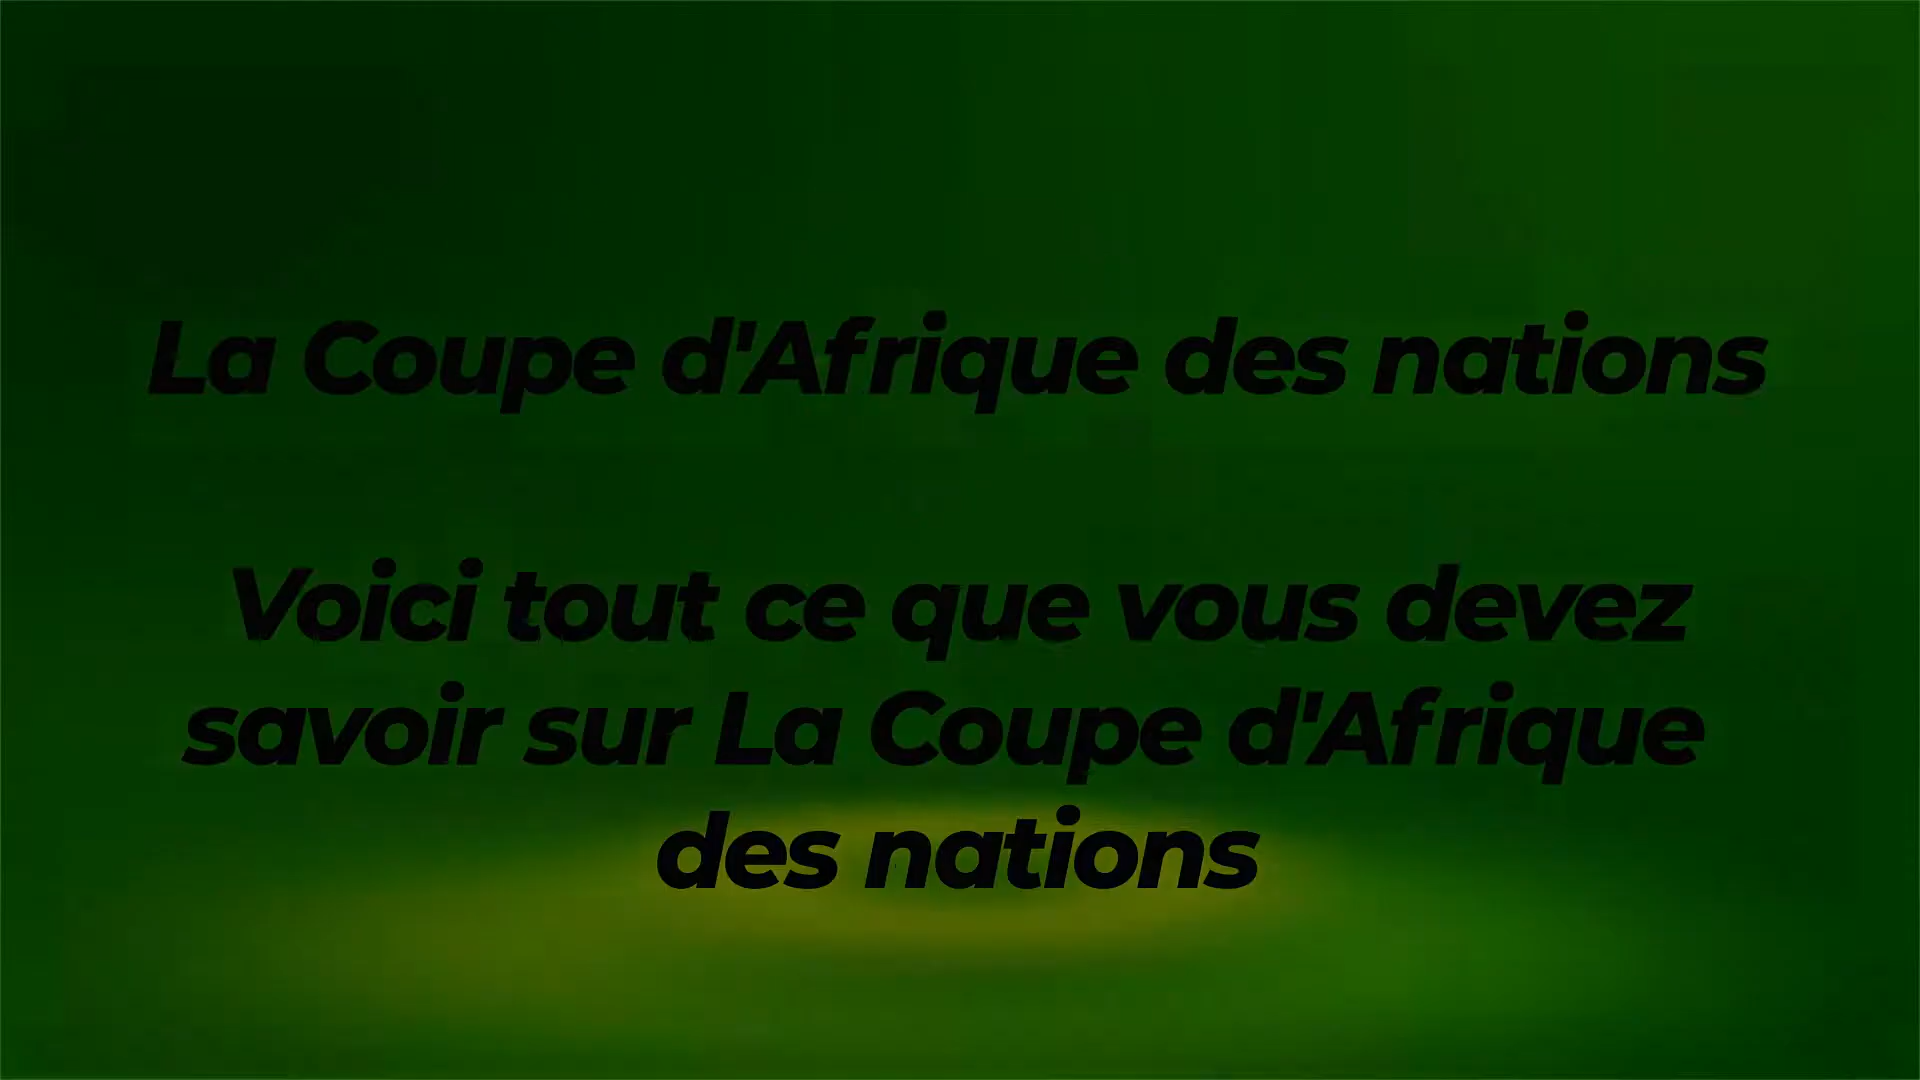 La Coupe d'Afrique des nations
Voici tout ce que vous devez
savoir sur La Coupe d'Afrique
des nations